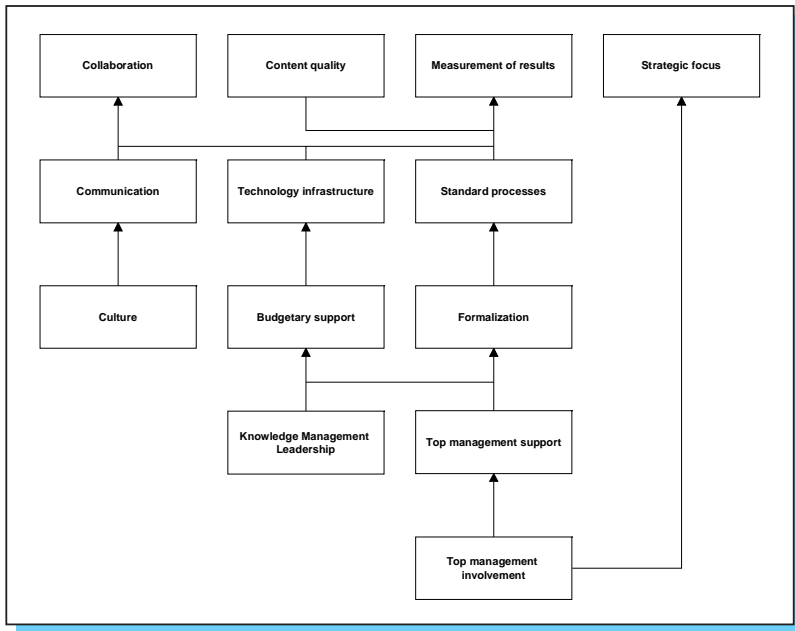 Collaboration
Content quality
Measurement of results
Strategic focus
Communication
Technology infrastructure
Standard processes
Culture
Budgetary support
Formalization
Knowledge Management
Leadership
Top management support
Top management
involvement